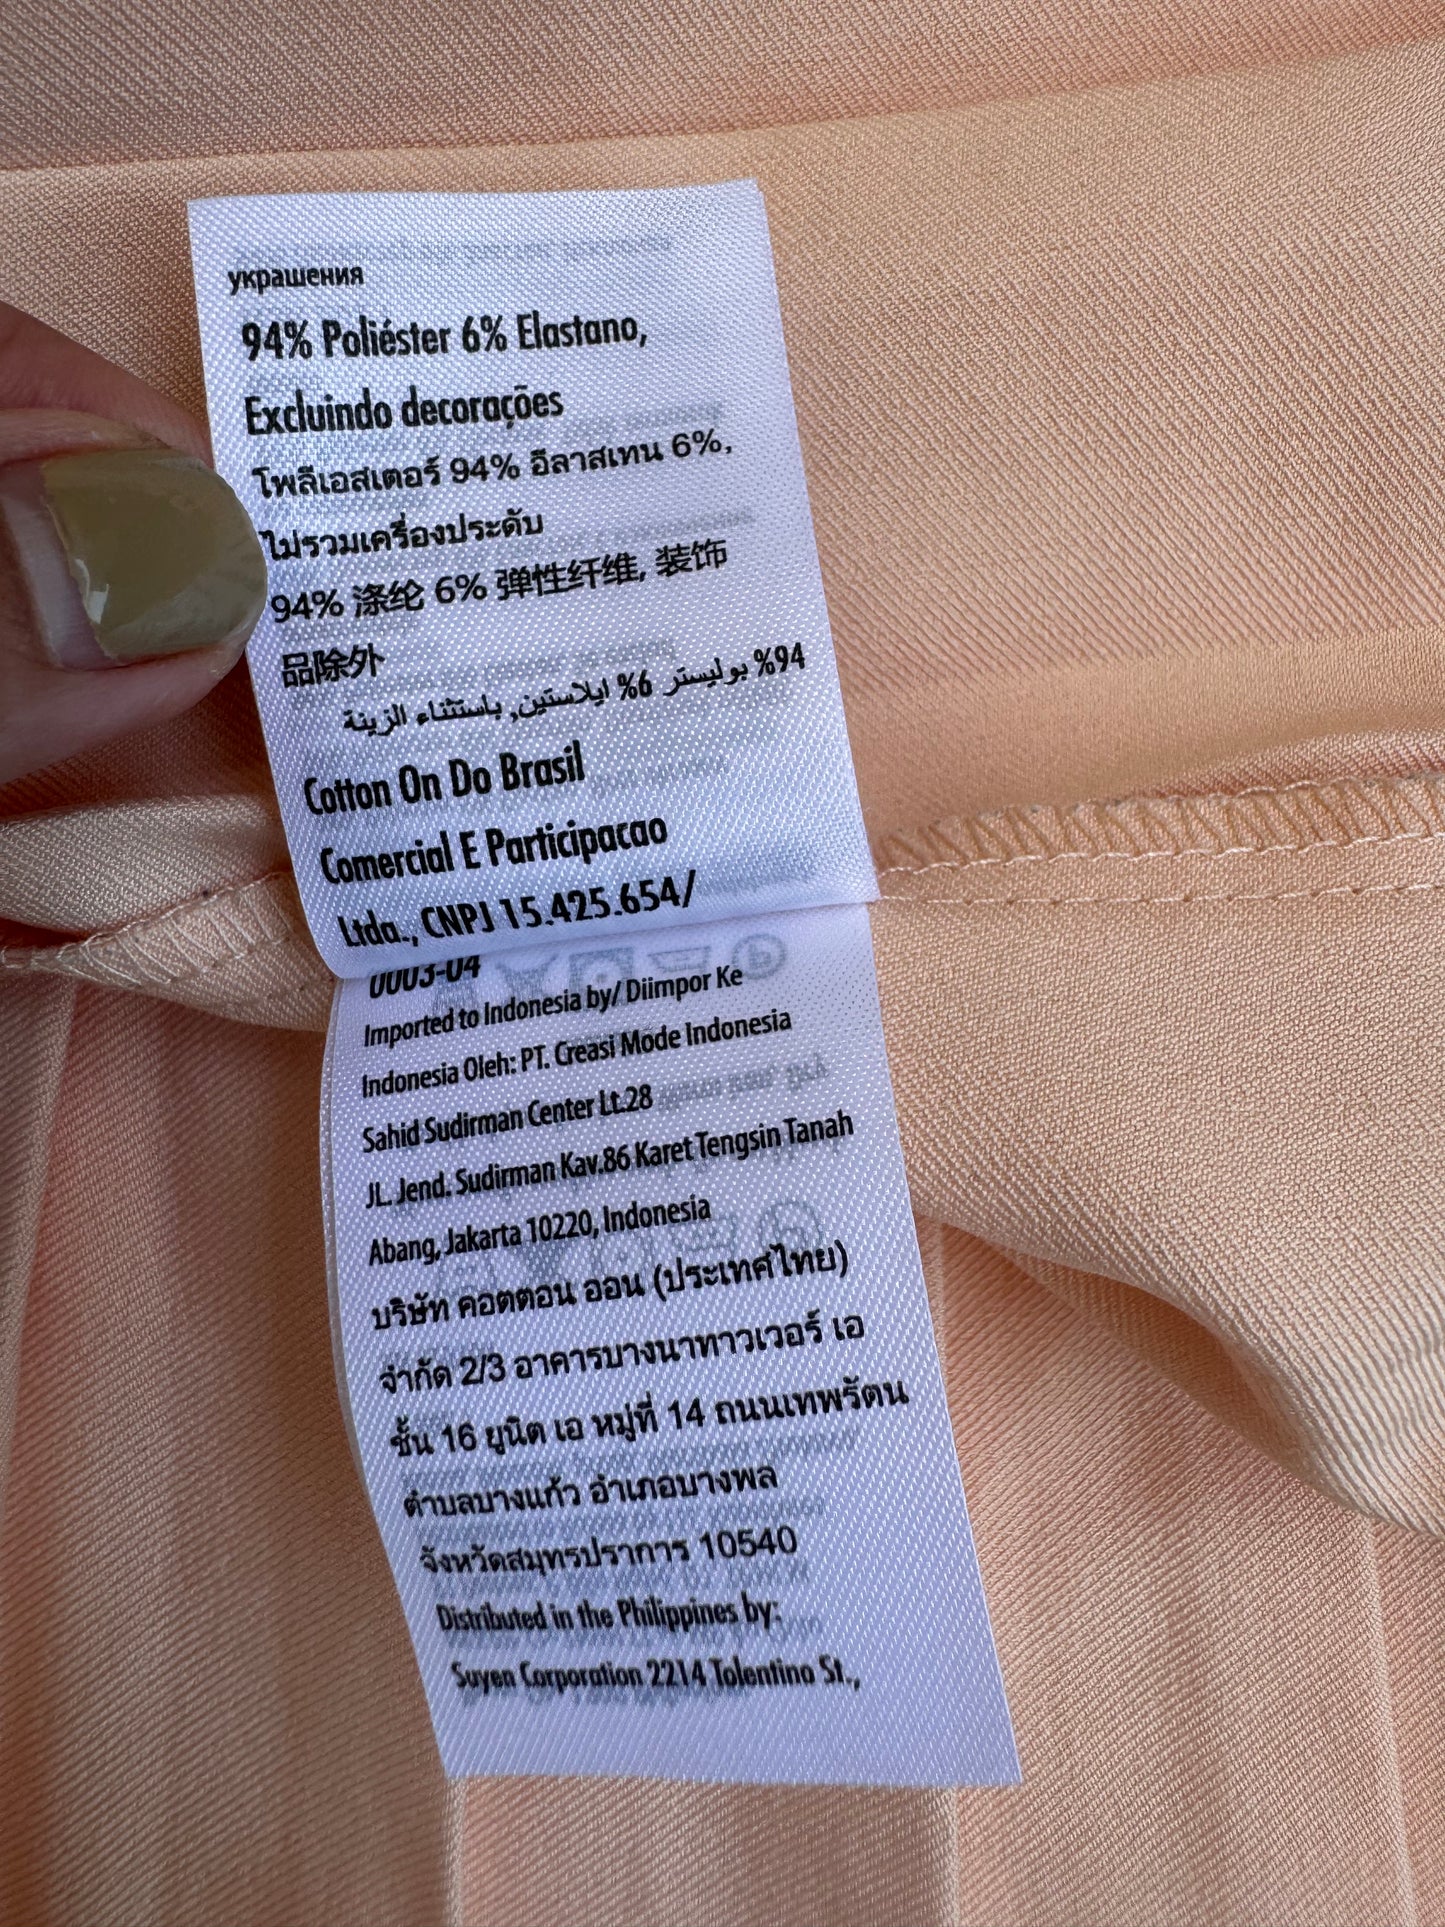 украшения
94% Poliéster 6% Elastano,
Excluindo decorações
โพลีเอสเตอร์ 94% อีลาสเทน 6%,
ไม่รวมเครื่องประดับ
94% 涤纶 6% 弹性纤维, 装饰
品除外
94% بوليستر 6% ايلاستين, باستثناء الزينة
Cotton On Do Brasil
Comercial E Participacao
Ltda., CNPJ 15.425.654/
0003-04
Imported to Indonesia by/ Diimpor Ke
Indonesia Oleh: PT. Creasi Mode Indonesia
Sahid Sudirman Center Lt.28
JL. Jend. Sudirman Kav.86 Karet Tengsin Tanah
Abang, Jakarta 10220, Indonesia
บริษัท คอตตอน ออน (ประเทศไทย)
จำกัด 2/3 อาคารบางนาทาวเวอร์ เอ
ชั้น 16 ยูนิต เอ หมู่ที่ 14 ถนนเทพรัตน
ตำบลบางแก้ว อำเภอบางพลี
จังหวัดสมุทรปราการ 10540
Distributed in the Philippines by:
Suyen Corporation 2214 Tolentino St.,